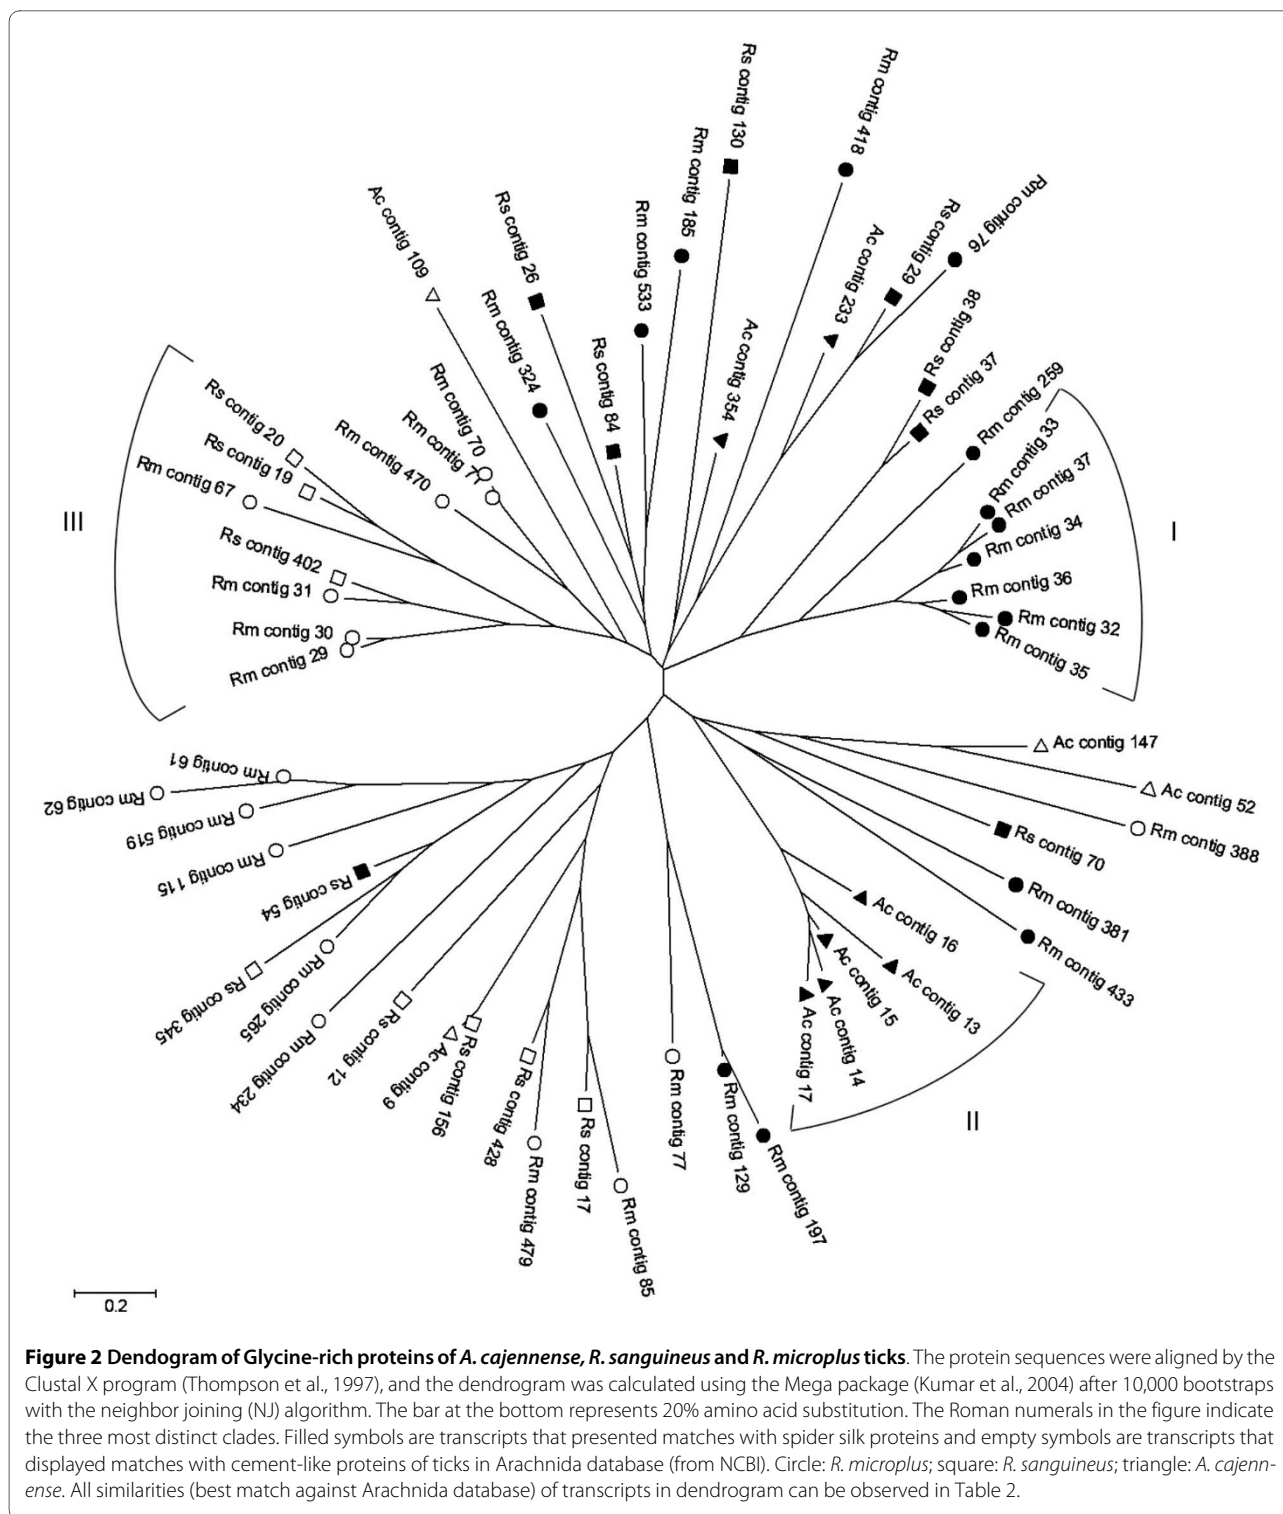 Rs contig 130
Rm contig 418
Rm contig 185
Rm contig 76
Rs contig 29
Ac contig 233
Rm contig 533
Rs contig 26
Ac contig 109
Rm contig 324
Rs contig 84
Ac contig 354
Rs contig 38
Rs contig 37
Rm contig 259
Rm contig 33
Rm contig 37
Rm contig 34
Rm contig 36
Rm contig 32
Rm contig 35
I
Rm contig 70
Rm contig 71
Rm contig 470
Rs contig 20
Rs contig 19
Rm contig 67
Rs contig 402
Rm contig 31
Rm contig 30
Rm contig 29
III
Ac contig 147
Ac contig 52
Rm contig 388
Rs contig 70
Rm contig 381
Rm contig 433
Ac contig 16
Ac contig 13
Ac contig 15
Ac contig 14
Ac contig 17
II
Rm contig 61
Rm contig 62
Rm contig 519
Rm contig 115
Rs contig 54
Rs contig 345
Rm contig 265
Rm contig 234
Rs contig 12
Ac contig 9
Rs contig 156
Rs contig 428
Rm contig 479
Rs contig 17
Rm contig 85
Rm contig 77
Rm contig 129
Rm contig 197
0.2
Figure 2 Dendogram of Glycine-rich proteins of A. cajennense, R. sanguineus and R. microplus ticks. The protein sequences were aligned by the
Clustal X program (Thompson et al., 1997), and the dendrogram was calculated using the Mega package (Kumar et al., 2004) after 10,000 bootstraps
with the neighbor joining (NJ) algorithm. The bar at the bottom represents 20% amino acid substitution. The Roman numerals in the figure indicate
the three most distinct clades. Filled symbols are transcripts that presented matches with spider silk proteins and empty symbols are transcripts that
displayed matches with cement-like proteins of ticks in Arachnida database (from NCBI). Circle: R. microplus; square: R. sanguineus; triangle: A. cajenn-
ense. All similarities (best match against Arachnida database) of transcripts in dendrogram can be observed in Table 2.